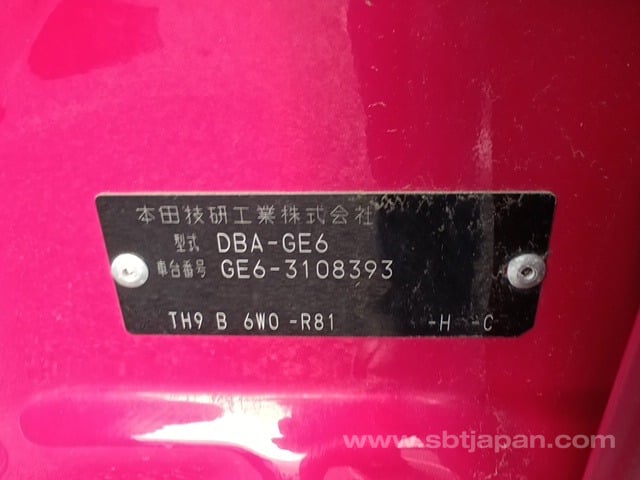 本田技研工業株式会社
型式 DBA-GE6
車台番号 GE6-3108393
TH9 B 6W0 -R81 -H -C
www.sbtjapan.com